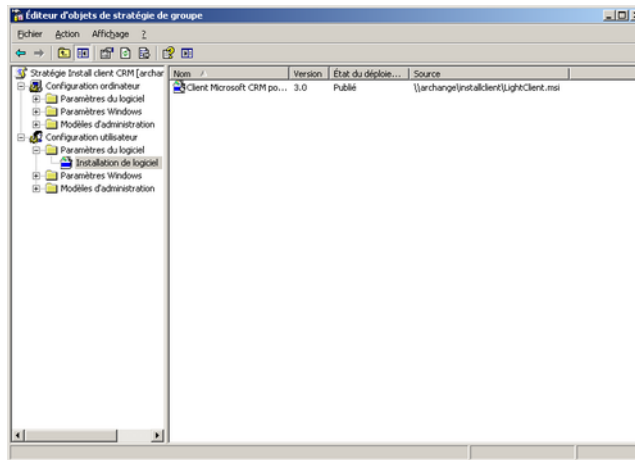 Éditeur d'objets de stratégie de groupe
Fichier Action Affichage ?
Stratégie Install client CRM [archar
Configuration ordinateur
Paramètres du logiciel
Paramètres Windows
Modèles d'administration
Configuration utilisateur
Paramètres du logiciel
Installation de logiciel
Paramètres Windows
Modèles d'administration
Nom Version État du déploie... Source
Client Microsoft CRM po... 3.0 Publié \\archange\installclient\LightClient.msi